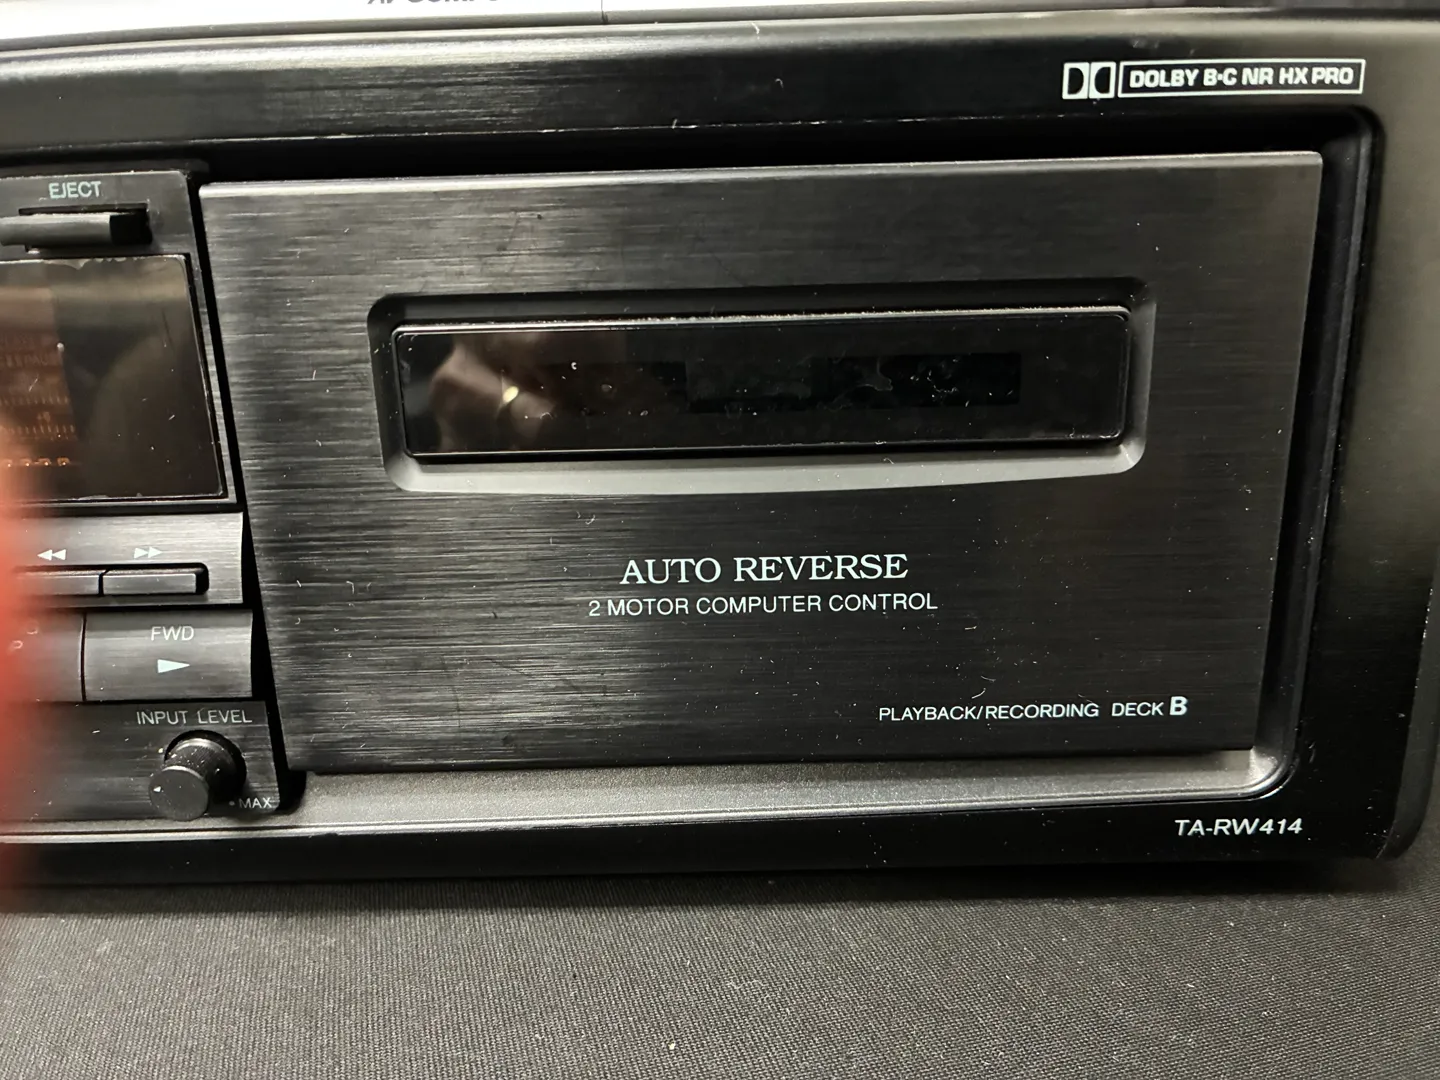 DOLBY B·C NR HX PRO
EJECT
AUTO REVERSE
2 MOTOR COMPUTER CONTROL
FWD
INPUT LEVEL
MAX
PLAYBACK/RECORDING DECK B
TA-RW414